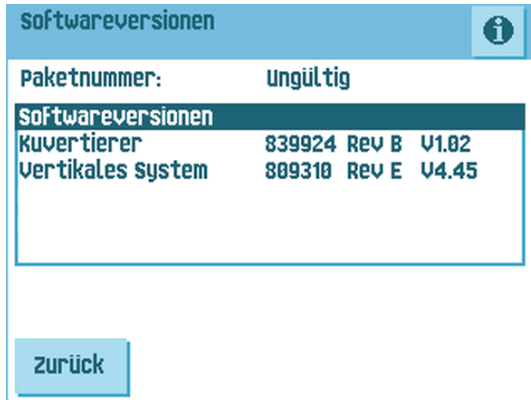 Softwareversionen
Paketnummer: Ungültig
Softwareversionen
Kuvertierer 839924 Rev B V1.02
Vertikales System 809310 Rev E V4.45
Zurück